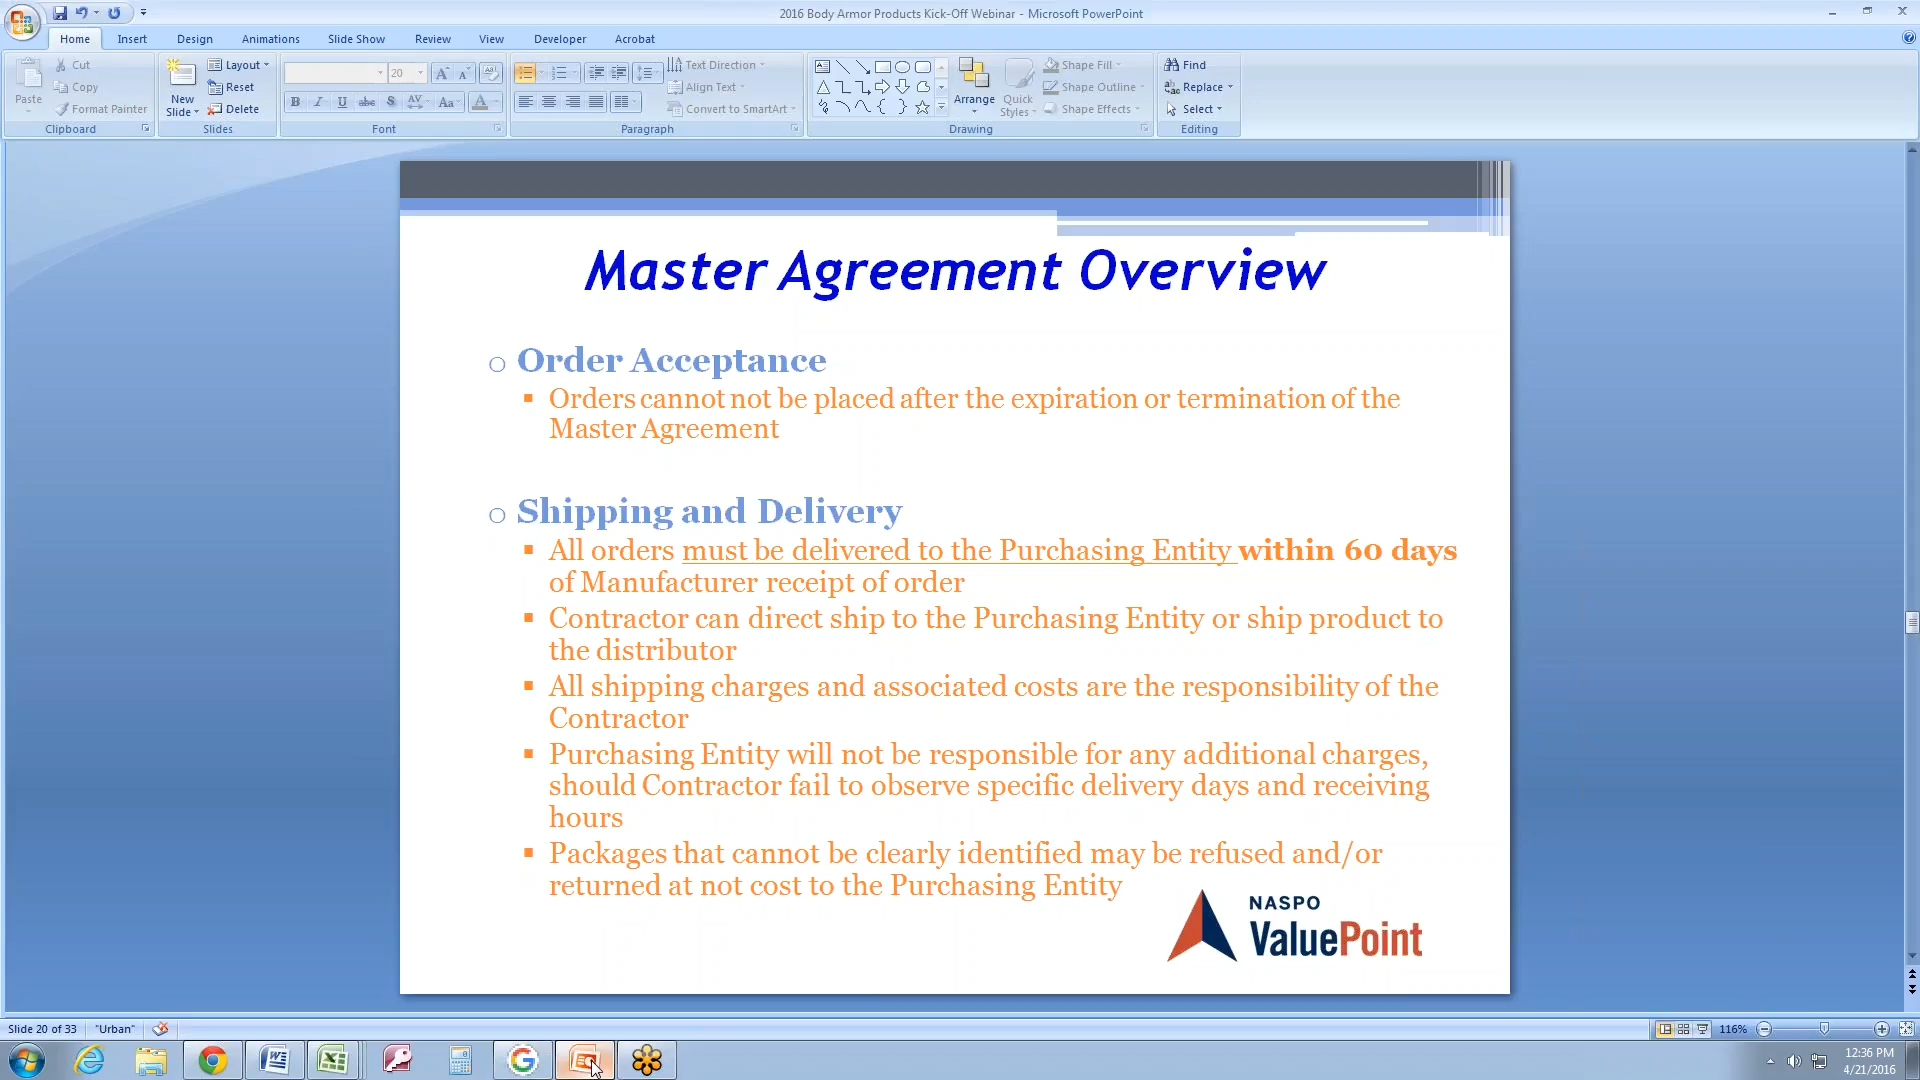 2016 Body Armor Products Kick-Off Webinar - Microsoft PowerPoint
Home Insert Design Animations Slide Show Review View Developer Acrobat
Paste
Cut
Copy
Format Painter
Clipboard
New Slide
Layout
Reset
Delete
Slides
20
Font
Text Direction
Align Text
Convert to SmartArt
Paragraph
Arrange
Quick Styles
Shape Fill
Shape Outline
Shape Effects
Drawing
Find
Replace
Select
Editing
Master Agreement Overview
Order Acceptance
Orders cannot not be placed after the expiration or termination of the
Master Agreement
Shipping and Delivery
All orders must be delivered to the Purchasing Entity within 60 days
of Manufacturer receipt of order
Contractor can direct ship to the Purchasing Entity or ship product to
the distributor
All shipping charges and associated costs are the responsibility of the
Contractor
Purchasing Entity will not be responsible for any additional charges,
should Contractor fail to observe specific delivery days and receiving
hours
Packages that cannot be clearly identified may be refused and/or
returned at not cost to the Purchasing Entity
NASPO
ValuePoint
Slide 20 of 33 "Urban" 116%
12:36 PM
4/21/2016